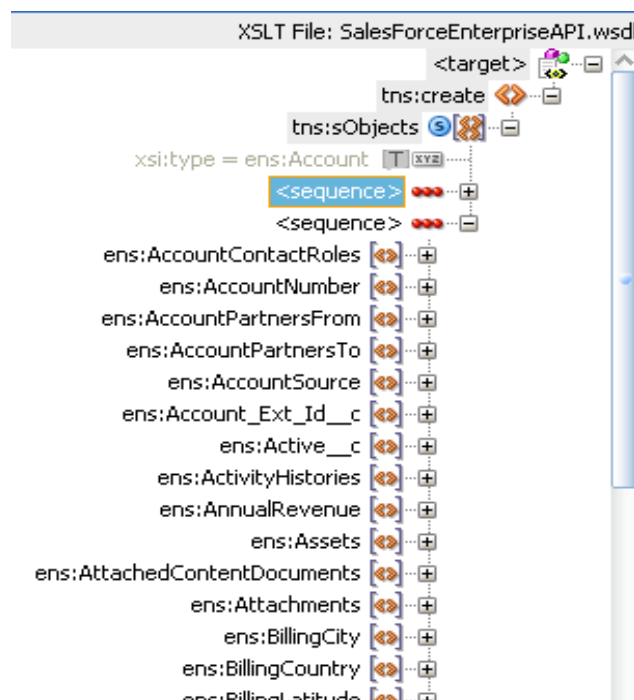 XSLT File: SalesForceEnterpriseAPI.wsdl
<target>
tns:create
tns:sObjects
xsi:type = ens:Account
<sequence>
<sequence>
ens:AccountContactRoles
ens:AccountNumber
ens:AccountPartnersFrom
ens:AccountPartnersTo
ens:AccountSource
ens:Account_Ext_Id__c
ens:Active__c
ens:ActivityHistories
ens:AnnualRevenue
ens:Assets
ens:AttachedContentDocuments
ens:Attachments
ens:BillingCity
ens:BillingCountry
ens:BillingLatitude